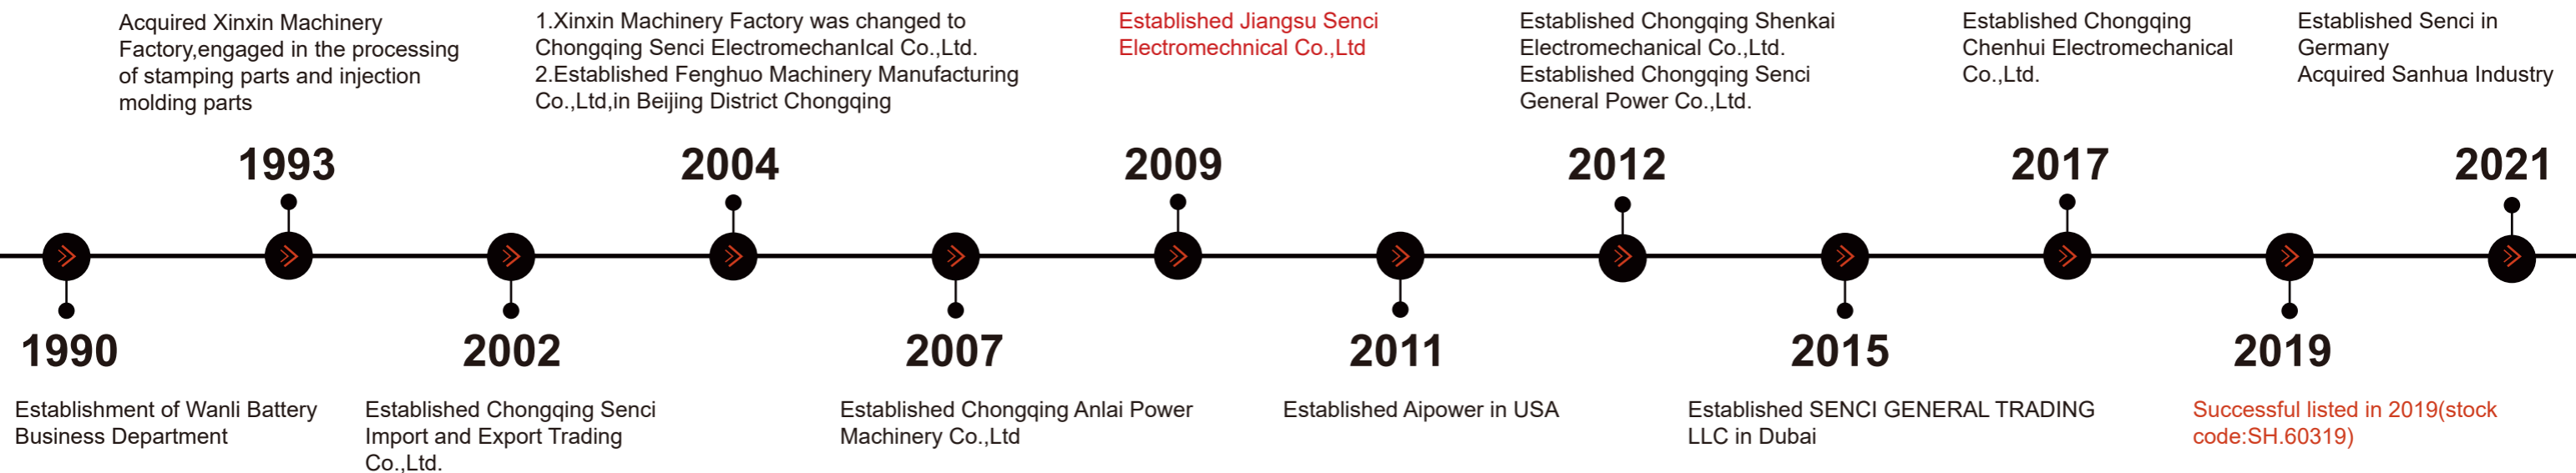 Acquired Xinxin Machinery
Factory,engaged in the processing
of stamping parts and injection
molding parts
1993
1.Xinxin Machinery Factory was changed to
Chongqing Senci ElectromechanIcal Co.,Ltd.
2.Established Fenghuo Machinery Manufacturing
Co.,Ltd,in Beijing District Chongqing
2004
Established Jiangsu Senci
Electromechnical Co.,Ltd
2009
Established Chongqing Shenkai
Electromechanical Co.,Ltd.
Established Chongqing Senci
General Power Co.,Ltd.
2012
Established Chongqing
Chenhui Electromechanical
Co.,Ltd.
2017
Established Senci in
Germany
Acquired Sanhua Industry
2021
1990
Establishment of Wanli Battery
Business Department
2002
Established Chongqing Senci
Import and Export Trading
Co.,Ltd.
2007
Established Chongqing Anlai Power
Machinery Co.,Ltd
2011
Established Aipower in USA
2015
Established SENCI GENERAL TRADING
LLC in Dubai
2019
Successful listed in 2019(stock
code:SH.60319)